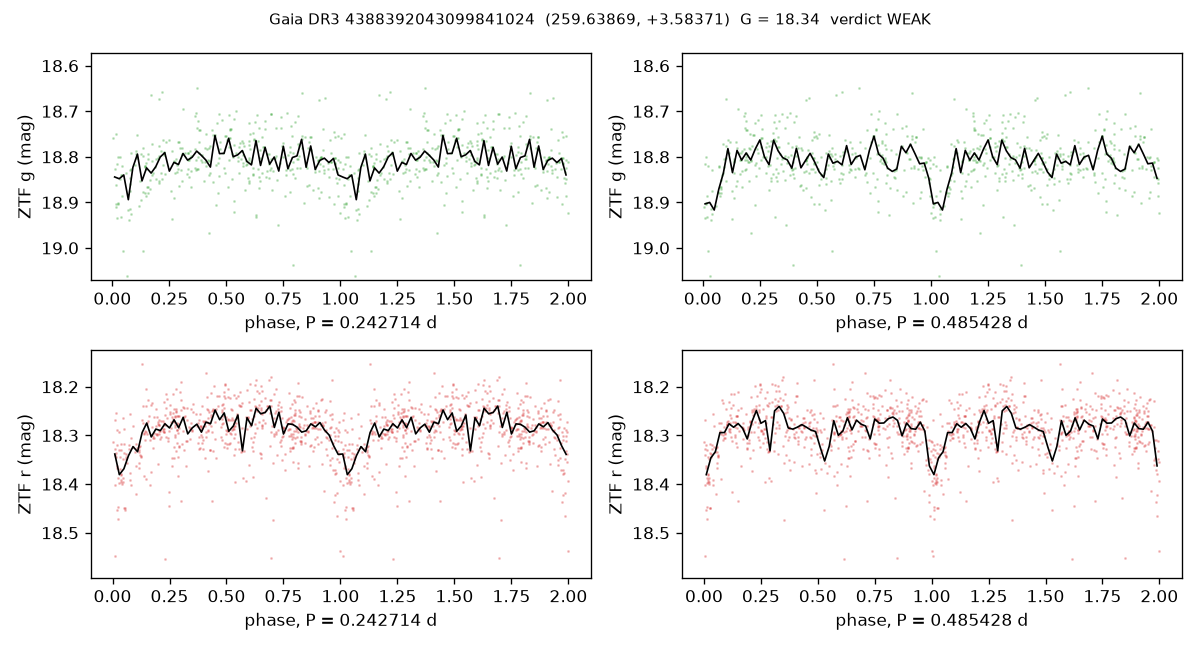 Gaia DR3 4388392043099841024 (259.63869, +3.58371) G = 18.34 verdict WEAK
ZTF g (mag)
18.6
18.7
18.8
18.9
19.0
0.00 0.25 0.50 0.75 1.00 1.25 1.50 1.75 2.00
phase, P = 0.242714 d
ZTF g (mag)
18.6
18.7
18.8
18.9
19.0
0.00 0.25 0.50 0.75 1.00 1.25 1.50 1.75 2.00
phase, P = 0.485428 d
ZTF r (mag)
18.2
18.3
18.4
18.5
0.00 0.25 0.50 0.75 1.00 1.25 1.50 1.75 2.00
phase, P = 0.242714 d
ZTF r (mag)
18.2
18.3
18.4
18.5
0.00 0.25 0.50 0.75 1.00 1.25 1.50 1.75 2.00
phase, P = 0.485428 d